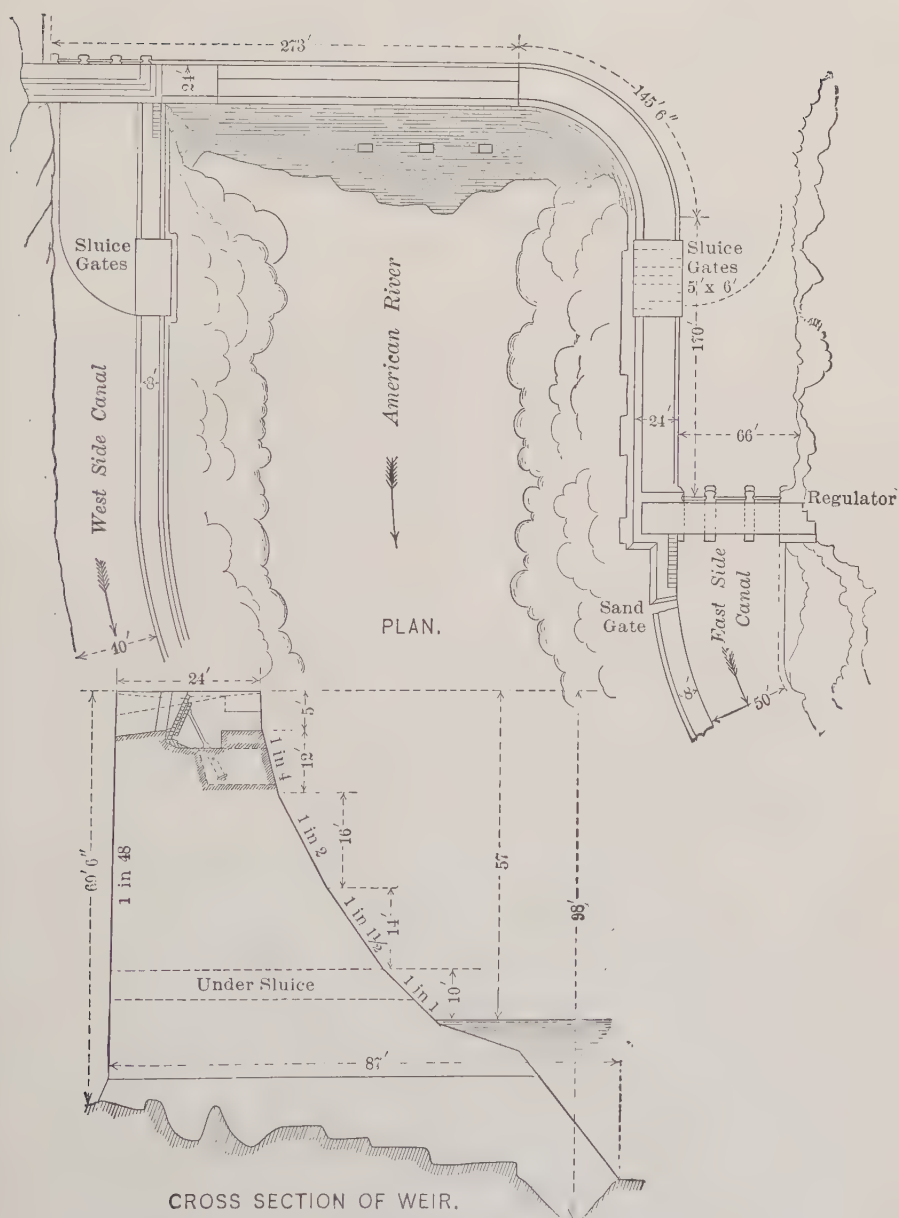 273'
24'
145'6"
Sluice
Gates
Sluice
Gates
5' x 6'
170'
American River
8'
West Side Canal
24'
66'
Regulator
East Side
Canal
Sand
Gate
PLAN.
40'
8'
50'
24'
5'
12'
1 in 4
16'
1 in 2
57
98'
69'6"
1 in 48
14'
1 in 1½
10'
1 in 1
Under Sluice
87'
CROSS SECTION OF WEIR.